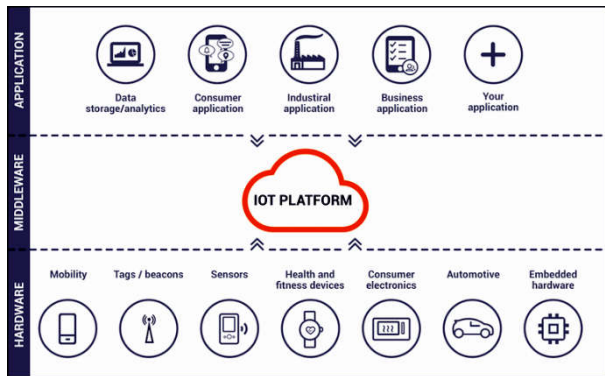 APPLICATION
Data
storage/analytics
Consumer
application
Industiral
application
Business
application
Your
application
MIDDLEWARE
IOT PLATFORM
HARDWARE
Mobility
Tags / beacons
Sensors
Health and
fitness devices
Consumer
electronics
Automotive
Embedded
hardware